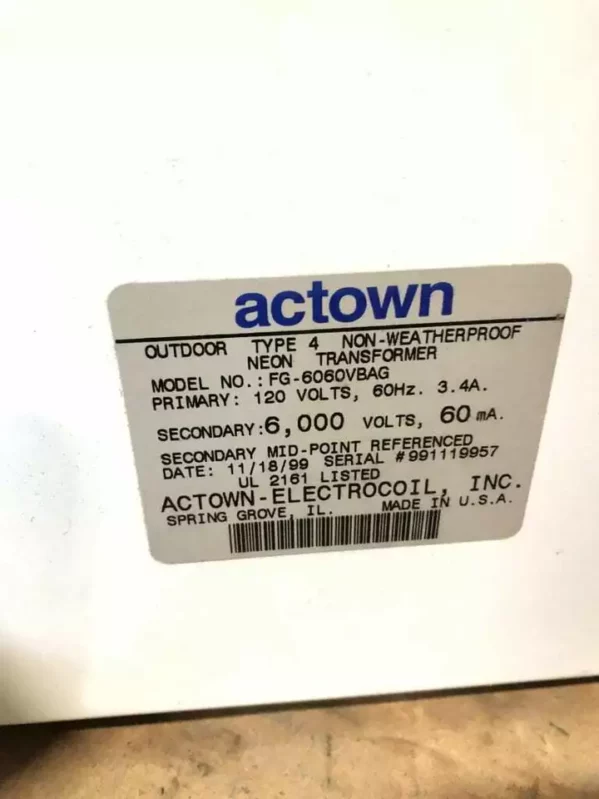 actown
OUTDOOR TYPE 4 NON-WEATHERPROOF
NEON TRANSFORMER
MODEL NO.: FG-6060VBAG
PRIMARY: 120 VOLTS, 60Hz. 3.4A.
SECONDARY:6,000 VOLTS, 60 mA.
SECONDARY MID-POINT REFERENCED
DATE: 11/18/99 SERIAL #991119957
UL 2161 LISTED
ACTOWN-ELECTROCOIL, INC.
SPRING GROVE, IL. MADE IN U.S.A.